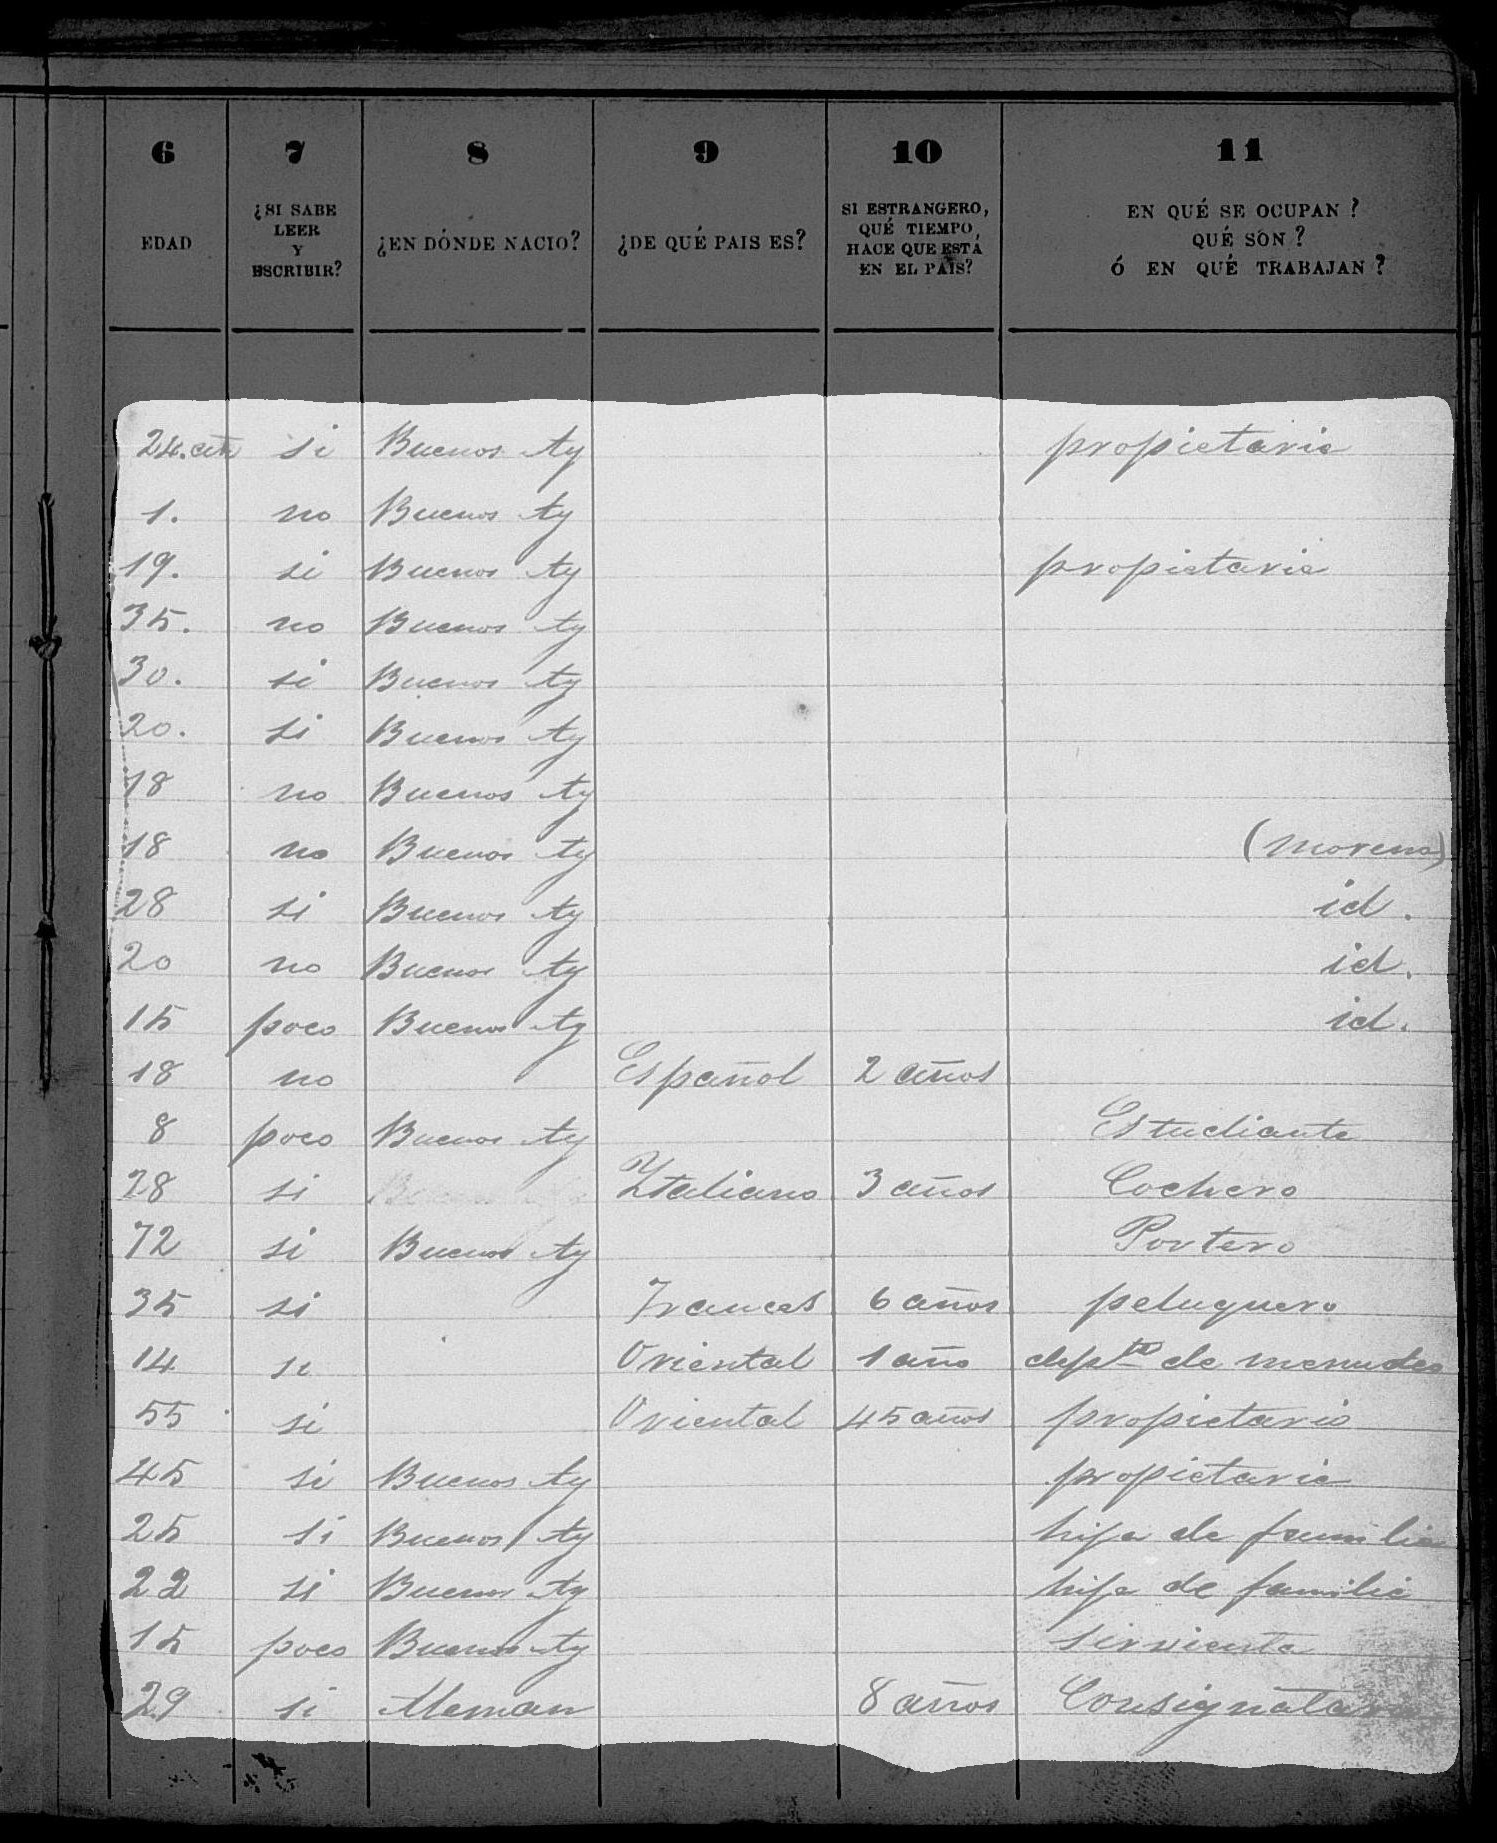 6 7 8 9 10 11
EDAD ¿SI SABE LEER Y ESCRIBIR? ¿EN DÓNDE NACIO? ¿DE QUÉ PAIS ES? SI ESTRANGERO, QUÉ TIEMPO, HACE QUE ESTÁ EN EL PAÍS? EN QUÉ SE OCUPAN? QUÉ SON? Ó EN QUÉ TRABAJAN?
24. si Buenos Ay propietaria
1. no Buenos Ay
19. si Buenos Ay propietaria
35. no Buenos Ay
30. si Buenos Ay
20. si Buenos Ay
18 no Buenos Ay
18 no Buenos Ay (morena)
28 si Buenos Ay id.
20 no Buenos Ay id.
15 poco Buenos Ay id.
18 no Español 2 años
8 poco Buenos Ay Estudiante
28 si Ytaliano 3 años Cochero
72 si Buenos Ay Portero
35 si Frances 6 años peluquero
14 si Oriental 1 año depto de menudeo
55 si Oriental 45 años propietario
45 si Buenos Ay propietaria
25 si Buenos Ay hija de familia
22 si Buenos Ay hija de familia
15 poco Buenos Ay sirvienta
29 si Aleman 8 años Consignatario